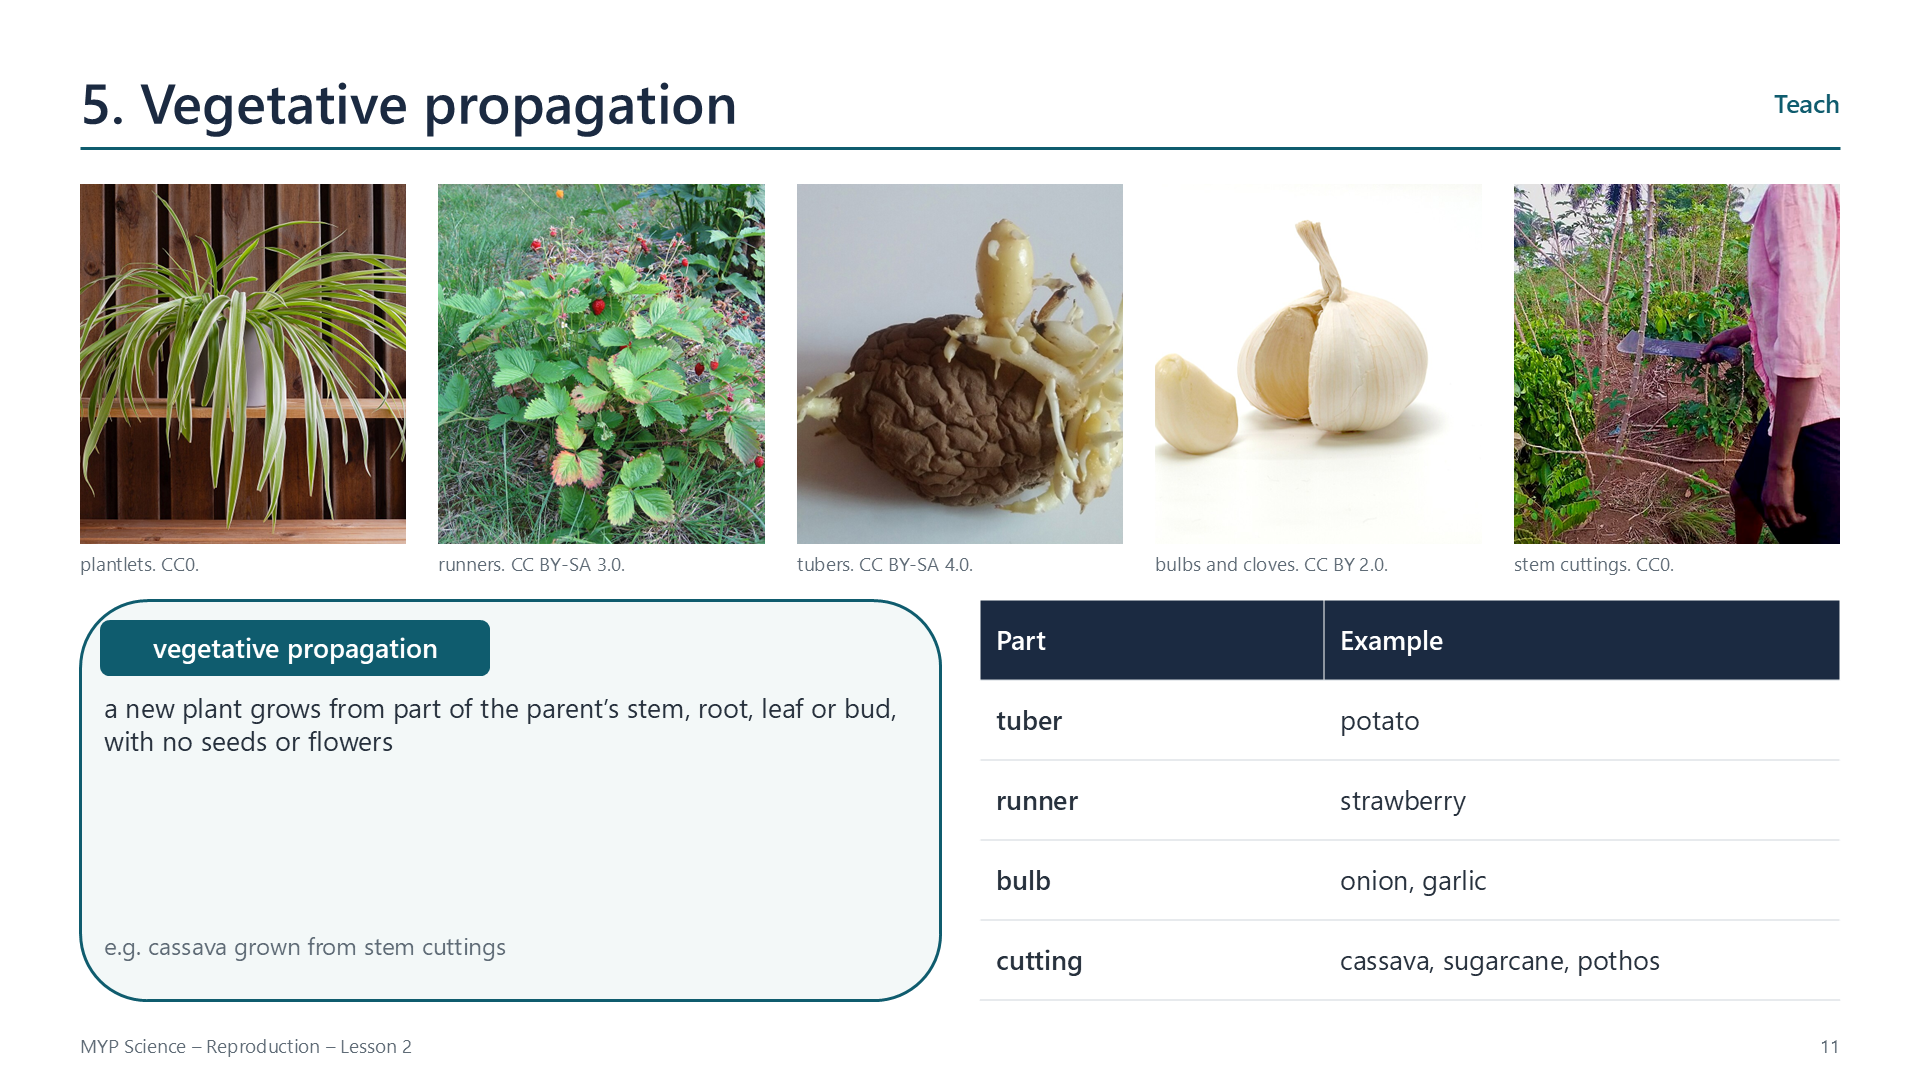 5. Vegetative propagation
Teach
plantlets. CC0.
runners. CC BY-SA 3.0.
tubers. CC BY-SA 4.0.
bulbs and cloves. CC BY 2.0.
stem cuttings. CC0.
vegetative propagation
a new plant grows from part of the parent’s stem, root, leaf or bud,
with no seeds or flowers
e.g. cassava grown from stem cuttings
Part Example
tuber potato
runner strawberry
bulb onion, garlic
cutting cassava, sugarcane, pothos
MYP Science – Reproduction – Lesson 2
11